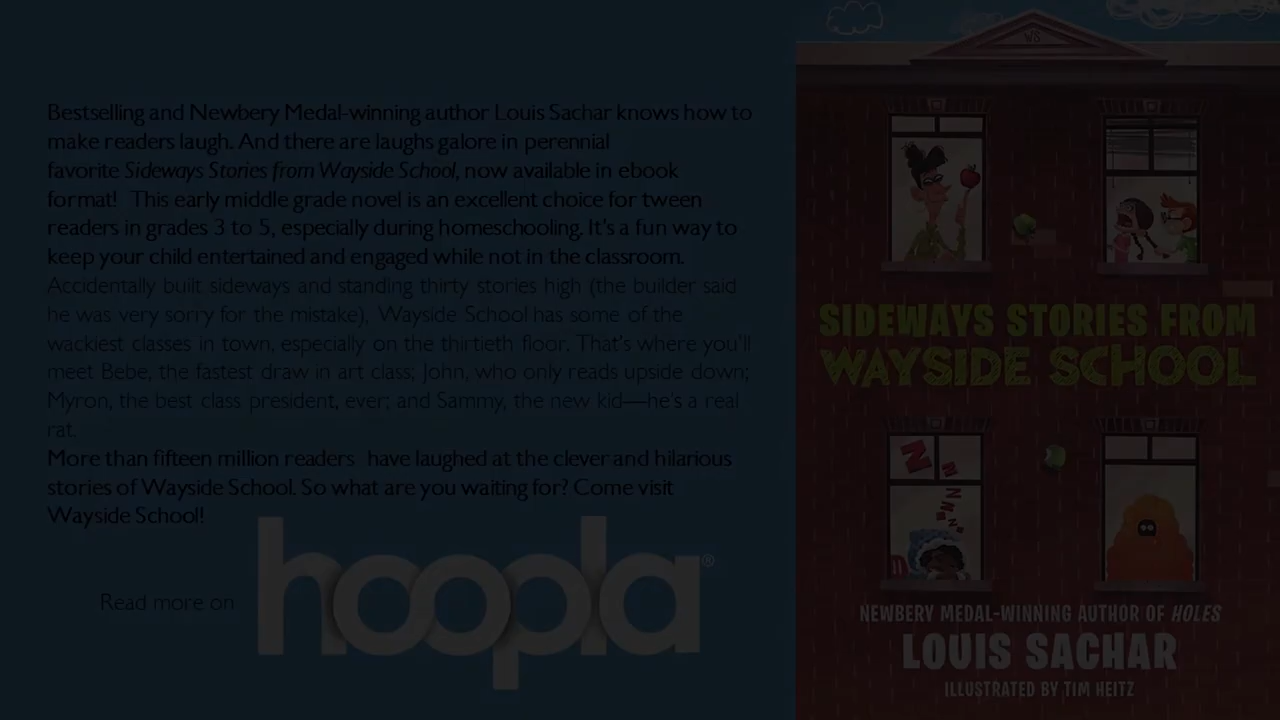 Bestselling and Newbery Medal-winning author Louis Sachar knows how to
make readers laugh. And there are laughs galore in perennial
favorite Sideways Stories from Wayside School, now available in ebook
format! This early middle grade novel is an excellent choice for tween
readers in grades 3 to 5, especially during homeschooling. It's a fun way to
keep your child entertained and engaged while not in the classroom.
Accidentally built sideways and standing thirty stories high (the builder said
he was very sorry for the mistake), Wayside School has some of the
wackiest classes in town, especially on the thirtieth floor. That's where you'll
meet Bebe, the fastest draw in art class; John, who only reads upside down;
Myron, the best class president, ever; and Sammy, the new kid—he's a real
rat.
More than fifteen million readers have laughed at the clever and hilarious
stories of Wayside School. So what are you waiting for? Come visit
Wayside School!
Read more on
hoopla®
WS
SIDEWAYS STORIES FROM
WAYSIDE SCHOOL
Z
N
N
Z
N
N
NEWBERY MEDAL-WINNING AUTHOR OF HOLES
LOUIS SACHAR
ILLUSTRATED BY TIM HEITZ